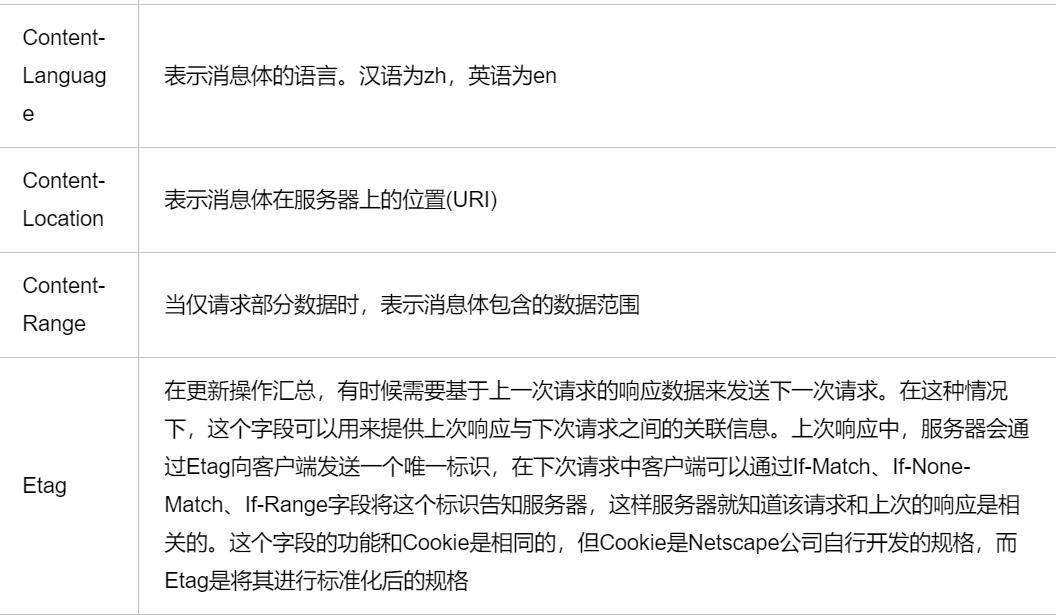 Content-
Languag
e
表示消息体的语言。汉语为zh，英语为en
Content-
Location
表示消息体在服务器上的位置(URI)
Content-
Range
当仅请求部分数据时，表示消息体包含的数据范围
Etag
在更新操作汇总，有时候需要基于上一次请求的响应数据来发送下一次请求。在这种情况
下，这个字段可以用来提供上次响应与下次请求之间的关联信息。上次响应中，服务器会通
过Etag向客户端发送一个唯一标识，在下次请求中客户端可以通过If-Match、If-None-
Match、If-Range字段将这个标识告知服务器，这样服务器就知道该请求和上次的响应是相
关的。这个字段的功能和Cookie是相同的，但Cookie是Netscape公司自行开发的规格，而
Etag是将其进行标准化后的规格